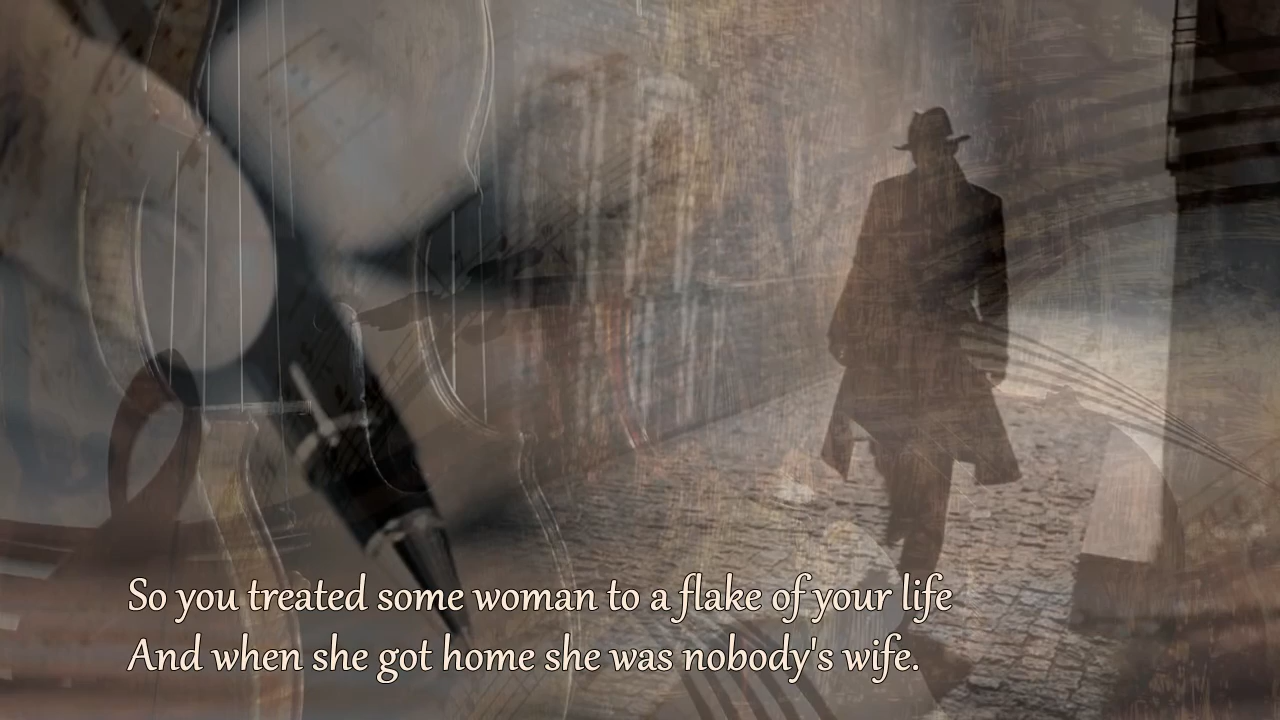 So you treated some woman to a flake of your life
And when she got home she was nobody's wife.